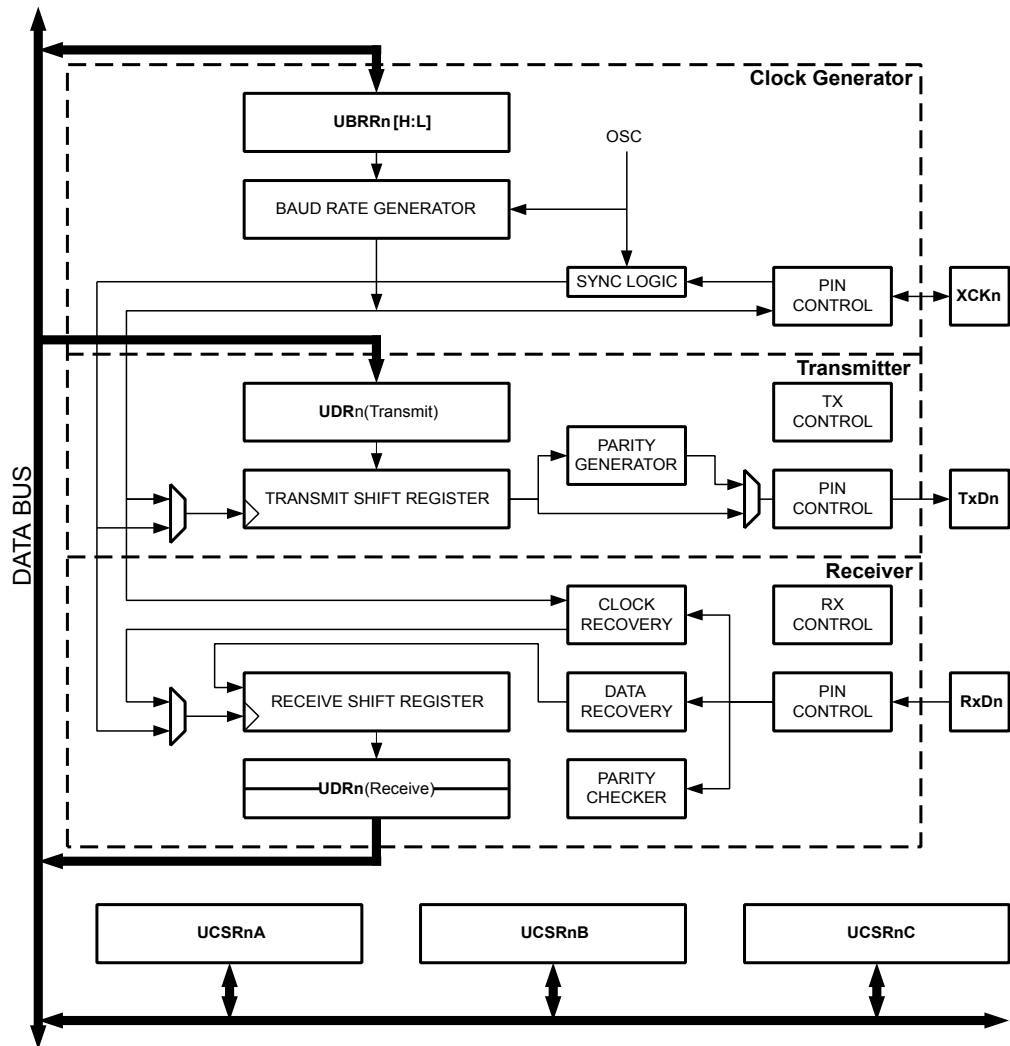 Clock Generator
UBRRn [H:L]
OSC
BAUD RATE GENERATOR
SYNC LOGIC
PIN
CONTROL
XCKn
Transmitter
UDRn(Transmit)
TX
CONTROL
PARITY
GENERATOR
TRANSMIT SHIFT REGISTER
PIN
CONTROL
TxDn
DATA BUS
Receiver
CLOCK
RECOVERY
RX
CONTROL
RECEIVE SHIFT REGISTER
DATA
RECOVERY
PIN
CONTROL
RxDn
UDRn(Receive)
PARITY
CHECKER
UCSRnA
UCSRnB
UCSRnC